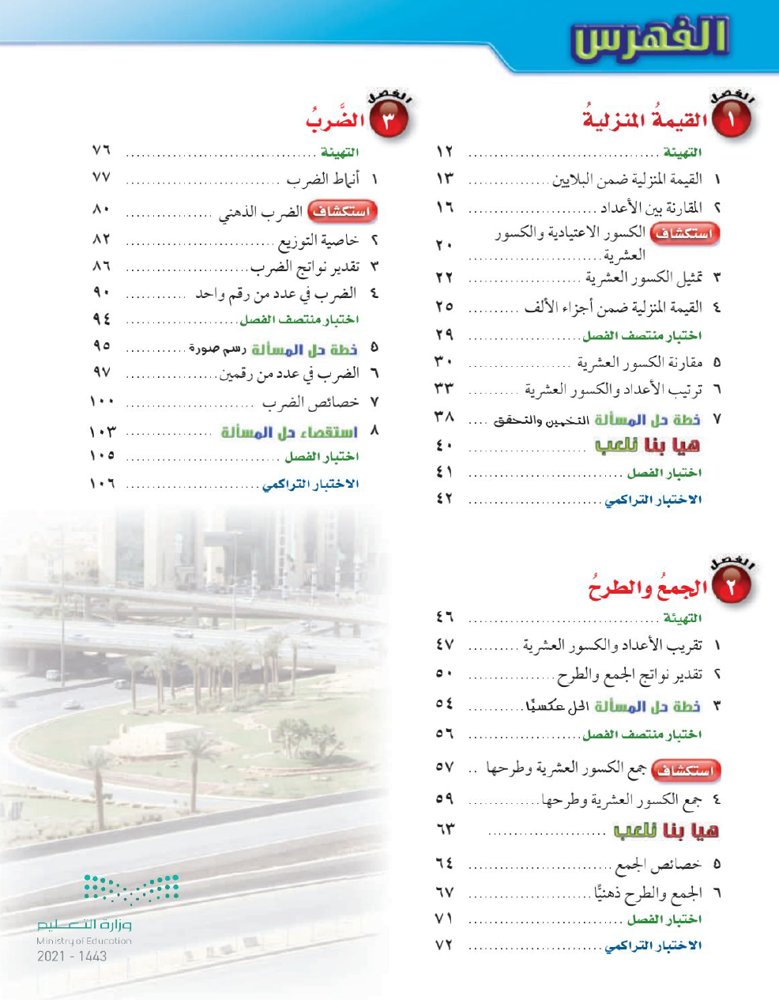 الفهرس
الفصل ١ القيمةُ المنزليةُ
التهيئة ..................................... ١٢
١ القيمة المنزلية ضمن البلايين ................ ١٣
٢ المقارنة بين الأعداد ......................... ١٦
استكشاف الكسور الاعتيادية والكسور
العشرية .......................... ٢٠
٣ تمثيل الكسور العشرية ...................... ٢٢
٤ القيمة المنزلية ضمن أجزاء الألف .......... ٢٥
اختبار منتصف الفصل ...................... ٢٩
٥ مقارنة الكسور العشرية .................... ٣٠
٦ ترتيب الأعداد والكسور العشرية .......... ٣٣
٧ خطة حل المسألة التخمين والتحقق .... ٣٨
هيا بنا نلعب ....................... ٤٠
اختبار الفصل .............................. ٤١
الاختبار التراكمي .......................... ٤٢
الفصل ٢ الجمعُ والطرحُ
التهيئة ..................................... ٤٦
١ تقريب الأعداد والكسور العشرية .......... ٤٧
٢ تقدير نواتج الجمع والطرح ................. ٥٠
٣ خطة حل المسألة الحل عكسيًّا ........... ٥٤
اختبار منتصف الفصل ...................... ٥٦
استكشاف جمع الكسور العشرية وطرحها .. ٥٧
٤ جمع الكسور العشرية وطرحها .............. ٥٩
هيا بنا نلعب ....................... ٦٣
٥ خصائص الجمع ............................ ٦٤
٦ الجمع والطرح ذهنيًّا ........................ ٦٧
اختبار الفصل .............................. ٧١
الاختبار التراكمي .......................... ٧٢
الفصل ٣ الضَّربُ
التهيئة ..................................... ٧٦
١ أنماط الضرب .............................. ٧٧
استكشاف الضرب الذهني ................. ٨٠
٢ خاصية التوزيع ............................. ٨٢
٣ تقدير نواتج الضرب ........................ ٨٦
٤ الضرب في عدد من رقم واحد ............ ٩٠
اختبار منتصف الفصل ...................... ٩٤
٥ خطة حل المسألة رسم صورة ............ ٩٥
٦ الضرب في عدد من رقمين .................. ٩٧
٧ خصائص الضرب ......................... ١٠٠
٨ استقصاء حل المسألة ................. ١٠٣
اختبار الفصل .............................. ١٠٥
الاختبار التراكمي .......................... ١٠٦
وزارة التعليم
Ministry of Education
2021 - 1443